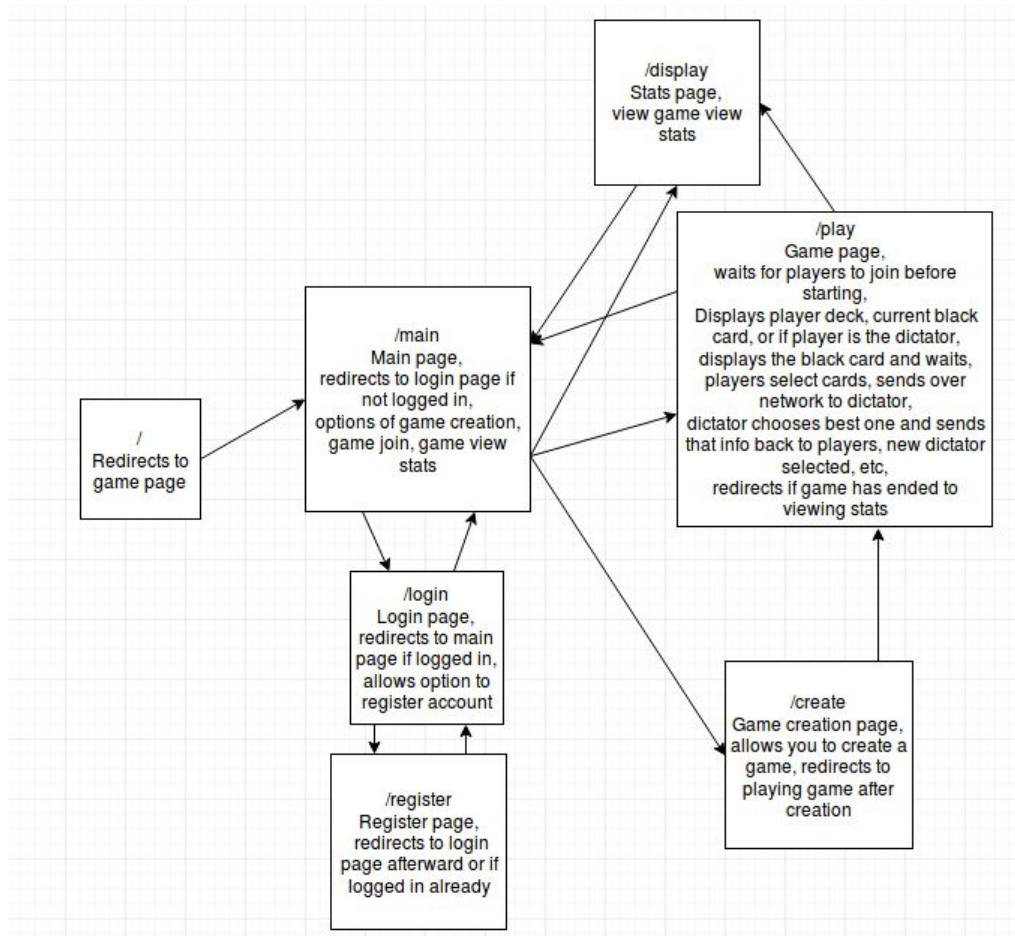 /display
Stats page,
view game view
stats
/play
Game page,
waits for players to join before
starting,
Displays player deck, current black
card, or if player is the dictator,
displays the black card and waits,
players select cards, sends over
network to dictator,
dictator chooses best one and sends
that info back to players, new dictator
selected, etc,
redirects if game has ended to
viewing stats
/main
Main page,
redirects to login page if
not logged in,
options of game creation,
game join, game view
stats
/
Redirects to
game page
/login
Login page,
redirects to main
page if logged in,
allows option to
register account
/create
Game creation page,
allows you to create a
game, redirects to
playing game after
creation
/register
Register page,
redirects to login
page afterward or if
logged in already